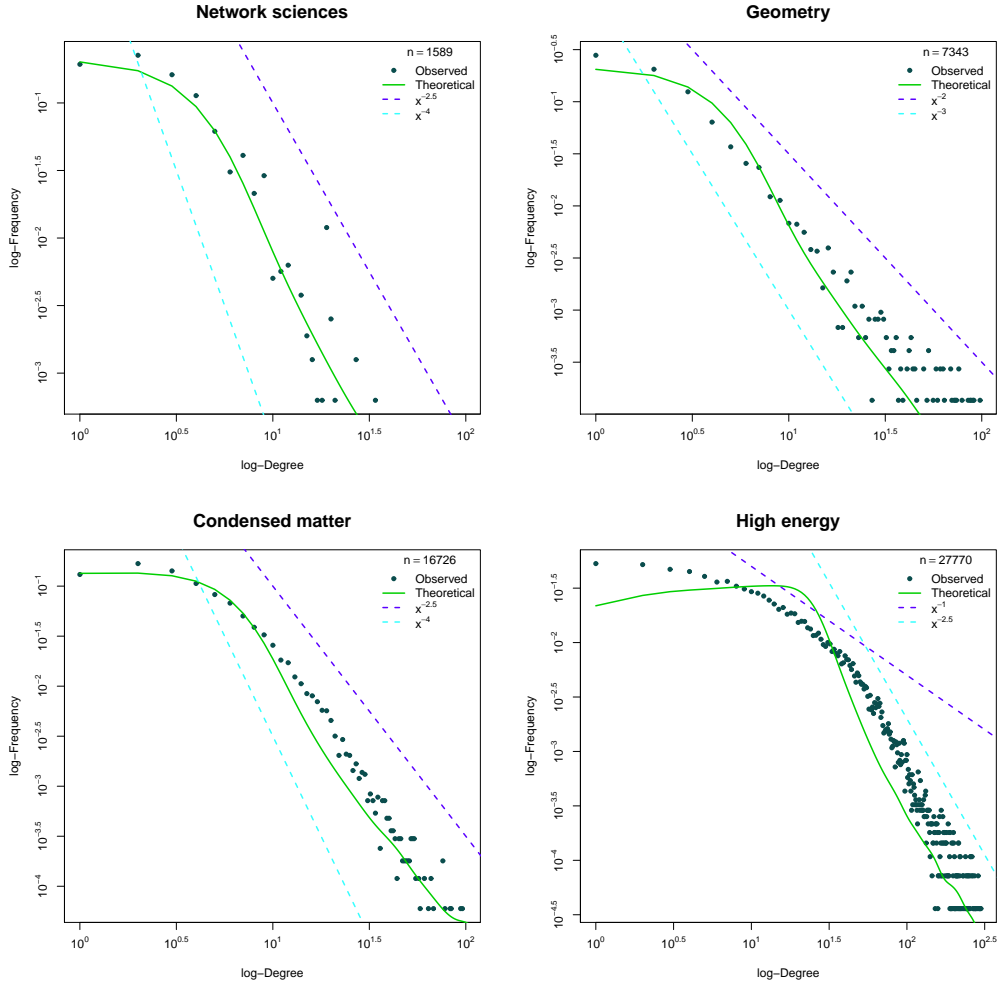 Network sciences
n = 1589
Observed
Theoretical
x^-2.5
x^-4
log−Frequency
10^-1
10^-1.5
10^-2
10^-2.5
10^-3
10^0
10^0.5
10^1
10^1.5
10^2
log−Degree
Geometry
n = 7343
Observed
Theoretical
x^-2
x^-3
log−Frequency
10^-0.5
10^-1
10^-1.5
10^-2
10^-2.5
10^-3
10^-3.5
10^0
10^0.5
10^1
10^1.5
10^2
log−Degree
Condensed matter
n = 16726
Observed
Theoretical
x^-2.5
x^-4
log−Frequency
10^-1
10^-1.5
10^-2
10^-2.5
10^-3
10^-3.5
10^-4
10^0
10^0.5
10^1
10^1.5
10^2
log−Degree
High energy
n = 27770
Observed
Theoretical
x^-1
x^-2.5
log−Frequency
10^-1.5
10^-2
10^-2.5
10^-3
10^-3.5
10^-4
10^-4.5
10^0
10^0.5
10^1
10^1.5
10^2
10^2.5
log−Degree